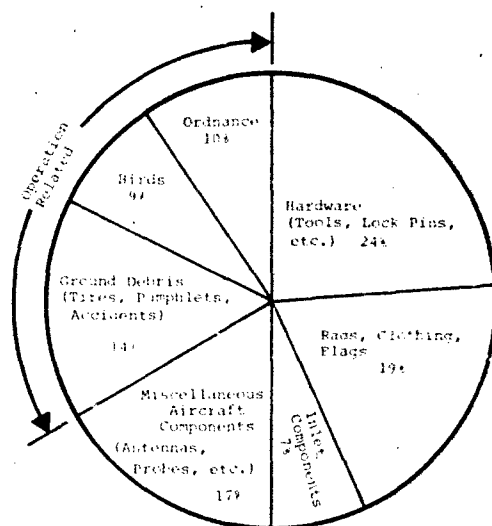 Operation
Related
Ordnance
10%
Birds
9%
Ground Debris
(Tires, Pamphlets,
Accidents)
14%
Miscellaneous
Aircraft
Components
(Antennas,
Probes, etc.)
17%
Inlet
Components
7%
Rags, Clothing,
Flags
19%
Hardware
(Tools, Lock Pins,
etc.) 24%